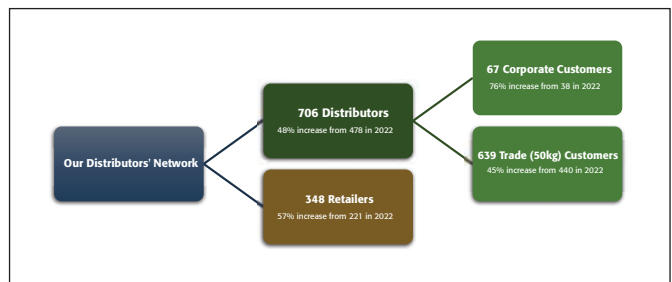 Our Distributors' Network
706 Distributors
48% increase from 478 in 2022
348 Retailers
57% increase from 221 in 2022
67 Corporate Customers
76% increase from 38 in 2022
639 Trade (50kg) Customers
45% increase from 440 in 2022